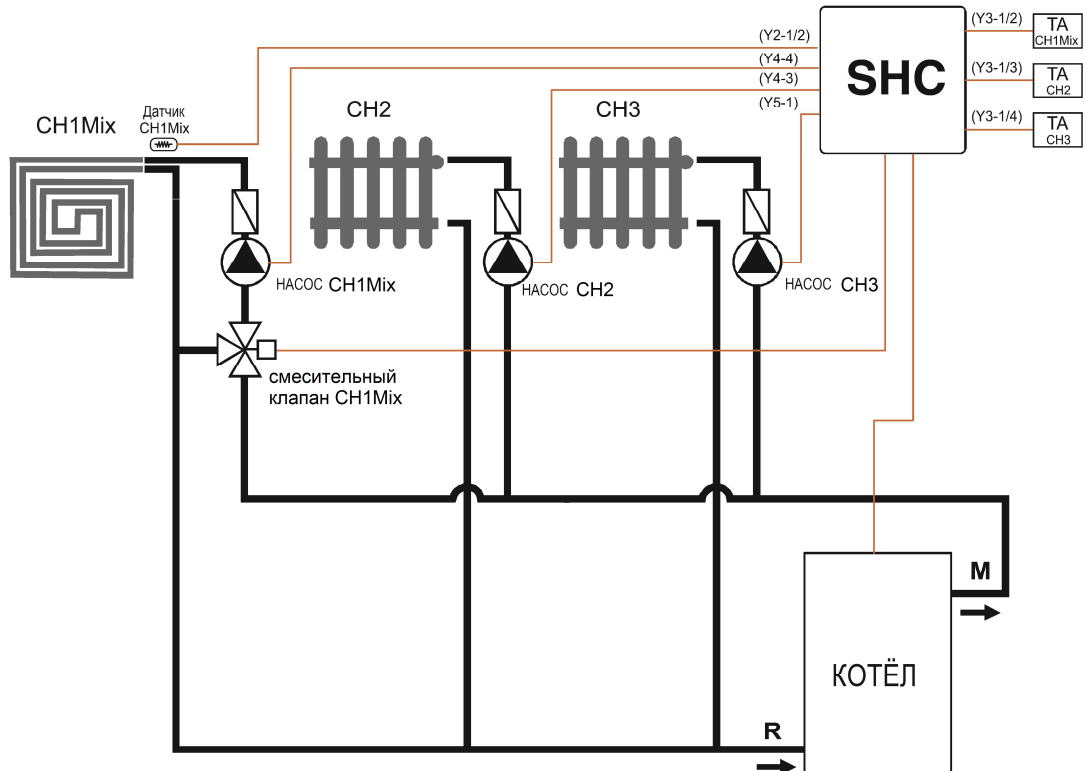 (Y3-1/2)
TA
CH1Mix
(Y2-1/2)
(Y4-4)
(Y4-3)
(Y5-1)
SHC
(Y3-1/3)
TA
CH2
(Y3-1/4)
TA
CH3
CH1Mix
Датчик
CH1Mix
CH2
CH3
НАСОС CH1Mix
НАСОС CH2
НАСОС CH3
смесительный
клапан CH1Mix
M
КОТЁЛ
R